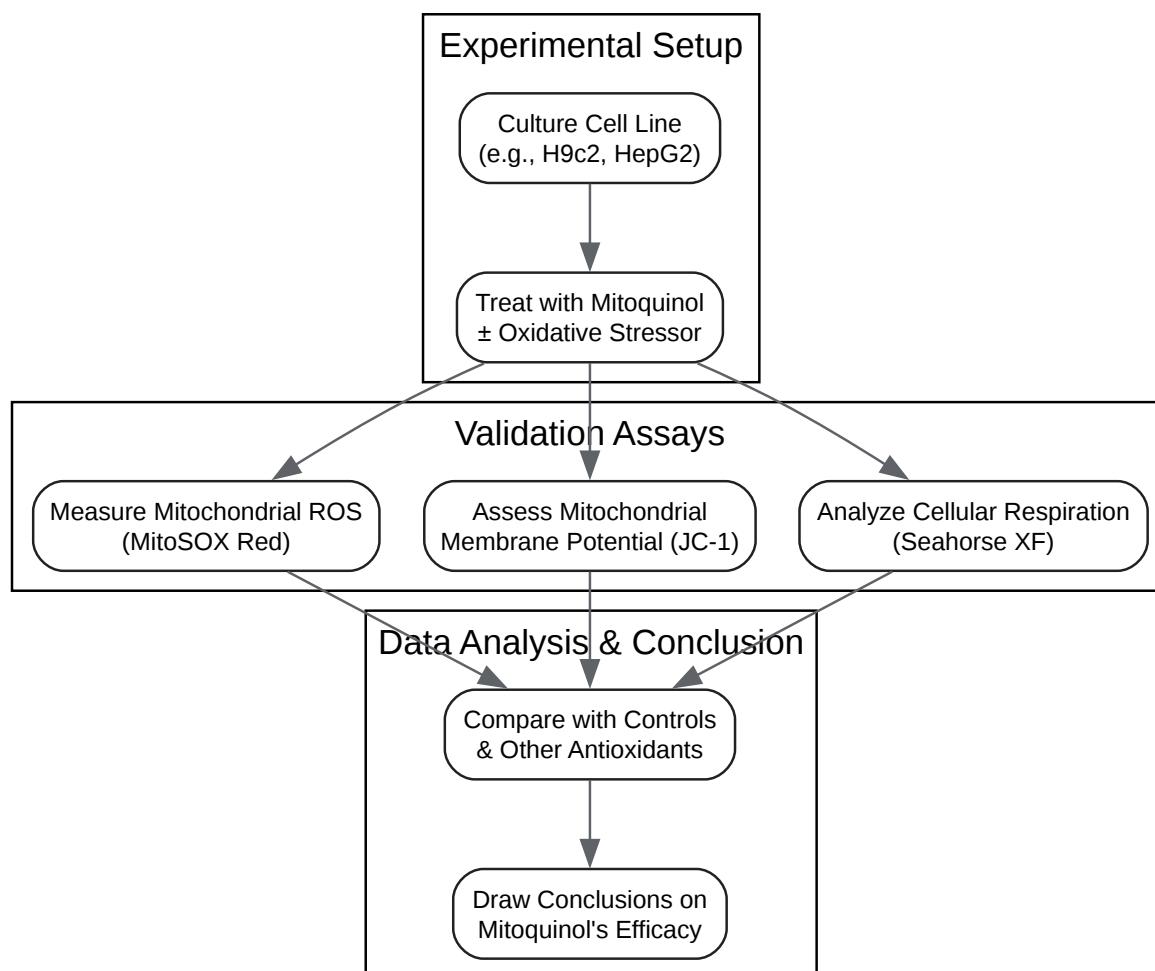 Experimental Setup
Culture Cell Line
(e.g., H9c2, HepG2)
Treat with Mitoquinol
± Oxidative Stressor
Validation Assays
Measure Mitochondrial ROS
(MitoSOX Red)
Assess Mitochondrial
Membrane Potential (JC-1)
Analyze Cellular Respiration
(Seahorse XF)
Data Analysis & Conclusion
Compare with Controls
& Other Antioxidants
Draw Conclusions on
Mitoquinol's Efficacy